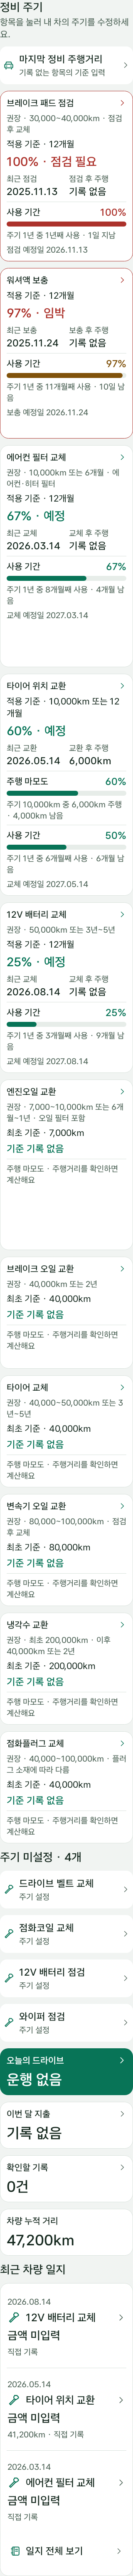 정비 주기
항목을 눌러 내 차의 주기를 수정하세
요.
마지막 정비 주행거리
기록 없는 항목의 기준 입력
브레이크 패드 점검
권장 · 30,000~40,000km · 점검
후 교체
적용 기준 · 12개월
100% · 점검 필요
최근 점검 점검 후 주행
2025.11.13 기록 없음
사용 기간 100%
주기 1년 중 1년째 사용 · 1일 지남
점검 예정일 2026.11.13
워셔액 보충
적용 기준 · 12개월
97% · 임박
최근 보충 보충 후 주행
2025.11.24 기록 없음
사용 기간 97%
주기 1년 중 11개월째 사용 · 10일 남
음
보충 예정일 2026.11.24
에어컨 필터 교체
권장 · 10,000km 또는 6개월 · 에
어컨·히터 필터
적용 기준 · 12개월
67% · 예정
최근 교체 교체 후 주행
2026.03.14 기록 없음
사용 기간 67%
주기 1년 중 8개월째 사용 · 4개월 남
음
교체 예정일 2027.03.14
타이어 위치 교환
적용 기준 · 10,000km 또는 12
개월
60% · 예정
최근 교환 교환 후 주행
2026.05.14 6,000km
주행 마모도 60%
주기 10,000km 중 6,000km 주행
· 4,000km 남음
사용 기간 50%
주기 1년 중 6개월째 사용 · 6개월 남
음
교체 예정일 2027.05.14
12V 배터리 교체
권장 · 50,000km 또는 3년~5년
적용 기준 · 12개월
25% · 예정
최근 교체 교체 후 주행
2026.08.14 기록 없음
사용 기간 25%
주기 1년 중 3개월째 사용 · 9개월 남
음
교체 예정일 2027.08.14
엔진오일 교환
권장 · 7,000~10,000km 또는 6개
월~1년 · 오일 필터 포함
최초 기준 · 7,000km
기준 기록 없음
주행 마모도 · 주행거리를 확인하면
계산해요
브레이크 오일 교환
권장 · 40,000km 또는 2년
최초 기준 · 40,000km
기준 기록 없음
주행 마모도 · 주행거리를 확인하면
계산해요
타이어 교체
권장 · 40,000~50,000km 또는 3
년~5년
최초 기준 · 40,000km
기준 기록 없음
주행 마모도 · 주행거리를 확인하면
계산해요
변속기 오일 교환
권장 · 80,000~100,000km · 점검
후 교체
최초 기준 · 80,000km
기준 기록 없음
주행 마모도 · 주행거리를 확인하면
계산해요
냉각수 교환
권장 · 최초 200,000km · 이후
40,000km 또는 2년
최초 기준 · 200,000km
기준 기록 없음
주행 마모도 · 주행거리를 확인하면
계산해요
점화플러그 교체
권장 · 40,000~100,000km · 플러
그 소재에 따라 다름
최초 기준 · 40,000km
기준 기록 없음
주행 마모도 · 주행거리를 확인하면
계산해요
주기 미설정 · 4개
드라이브 벨트 교체
주기 설정
점화코일 교체
주기 설정
12V 배터리 점검
주기 설정
와이퍼 점검
주기 설정
오늘의 드라이브
운행 없음
이번 달 지출
기록 없음
확인할 기록
0건
차량 누적 거리
47,200km
최근 차량 일지
2026.08.14
12V 배터리 교체
금액 미입력
직접 기록
2026.05.14
타이어 위치 교환
금액 미입력
41,200km · 직접 기록
2026.03.14
에어컨 필터 교체
금액 미입력
직접 기록
일지 전체 보기